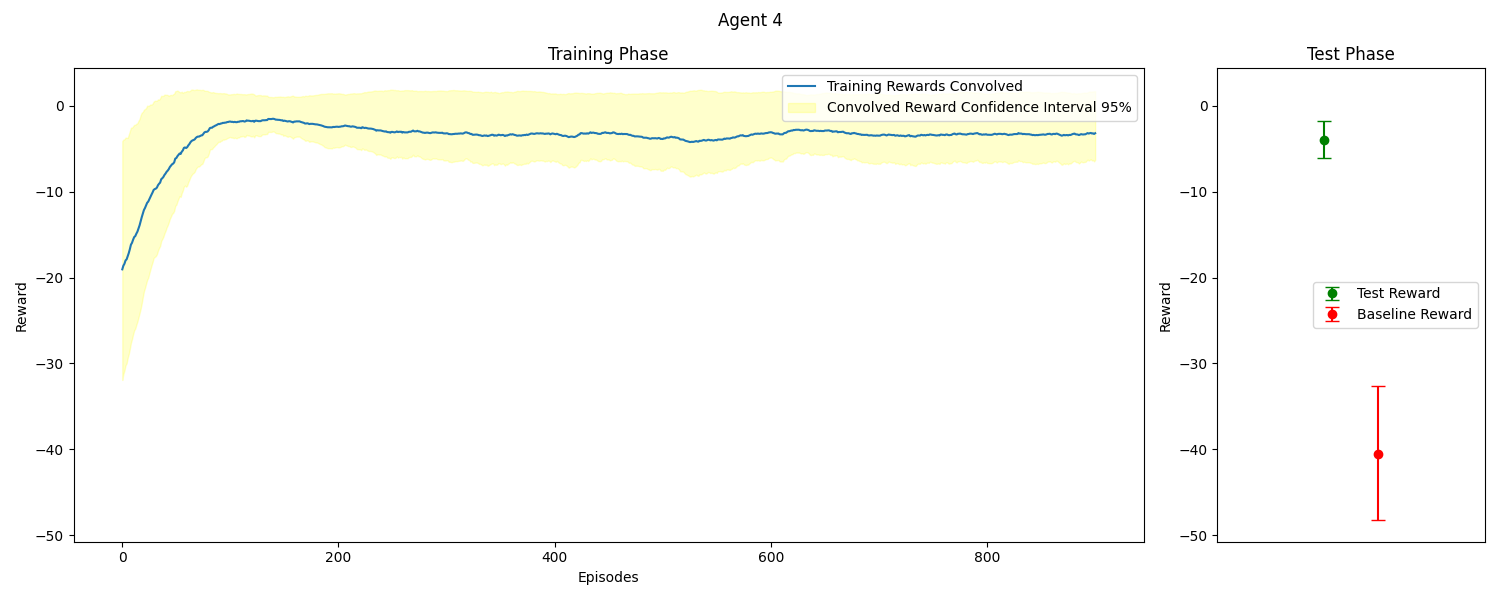 Agent 4
Training Phase
Training Rewards Convolved
Convolved Reward Confidence Interval 95%
0
−10
−20
−30
−40
−50
Reward
0
200
400
600
800
Episodes
Test Phase
0
−10
−20
−30
−40
−50
Reward
Test Reward
Baseline Reward